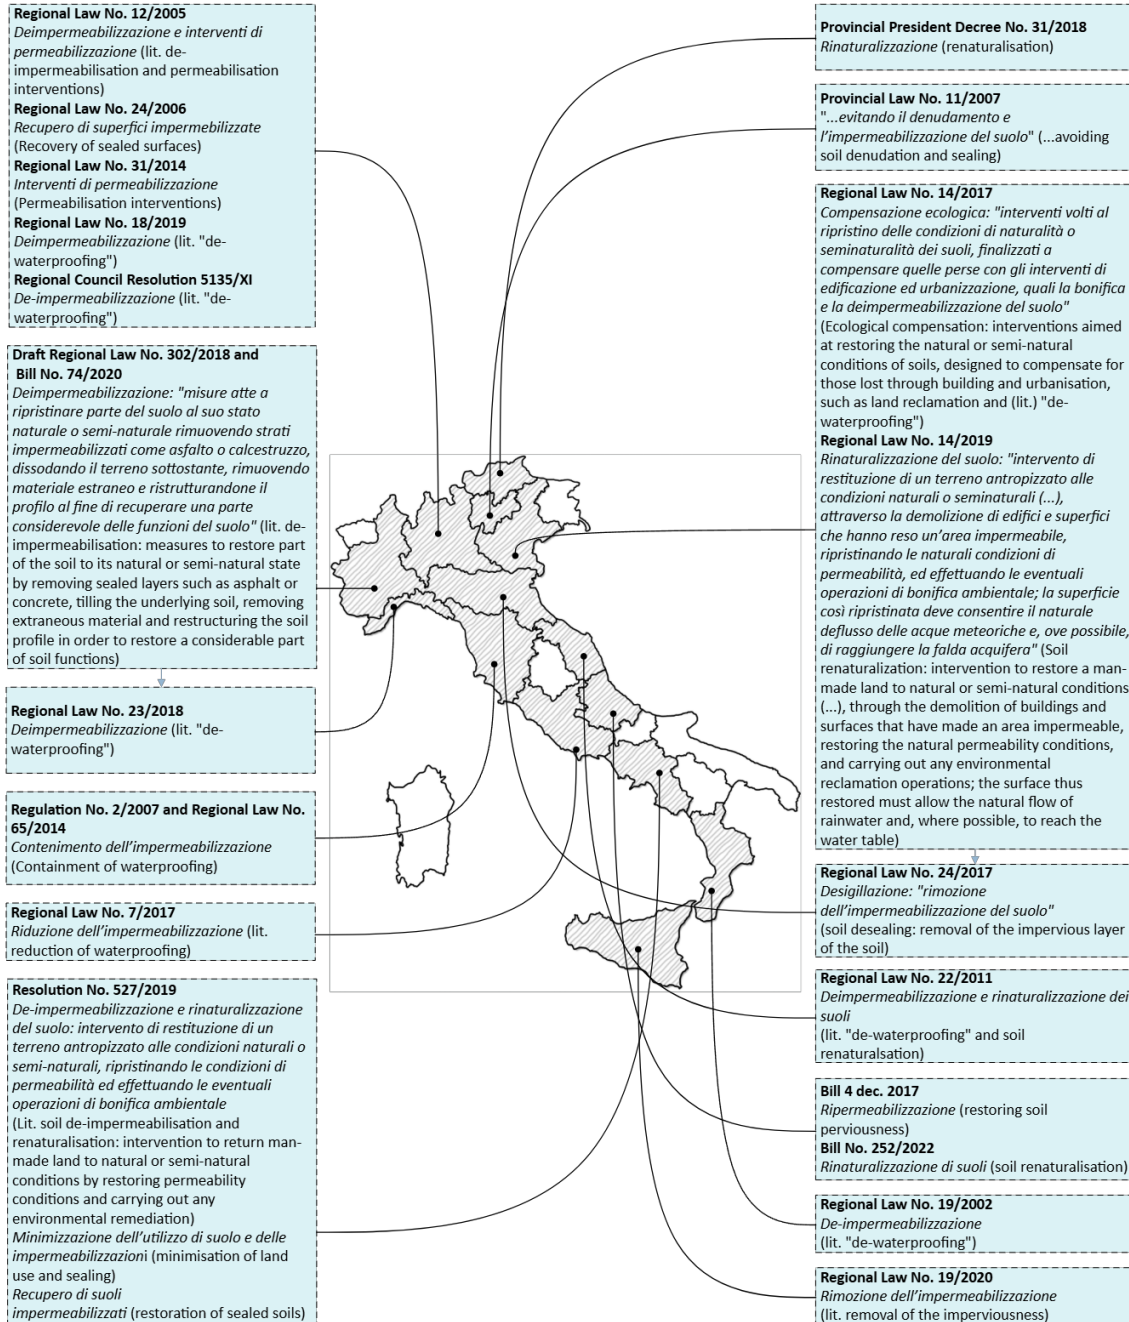 Regional Law No. 12/2005
Deimpermeabilizzazione e interventi di
permeabilizzazione (lit. de-
impermeabilisation and permeabilisation
interventions)
Regional Law No. 24/2006
Recupero di superfici impermebilizzate
(Recovery of sealed surfaces)
Regional Law No. 31/2014
Interventi di permeabilizzazione
(Permeabilisation interventions)
Regional Law No. 18/2019
Deimpermeabilizzazione (lit. "de-
waterproofing")
Regional Council Resolution 5135/XI
De-impermeabilizzazione (lit. "de-
waterproofing")
Draft Regional Law No. 302/2018 and
Bill No. 74/2020
Deimpermeabilizzazione: "misure atte a
ripristinare parte del suolo al suo stato
naturale o semi-naturale rimuovendo strati
impermeabilizzati come asfalto o calcestruzzo,
dissodando il terreno sottostante, rimuovendo
materiale estraneo e ristrutturandone il
profilo al fine di recuperare una parte
considerevole delle funzioni del suolo" (lit. de-
impermeabilisation: measures to restore part
of the soil to its natural or semi-natural state
by removing sealed layers such as asphalt or
concrete, tilling the underlying soil, removing
extraneous material and restructuring the soil
profile in order to restore a considerable part
of soil functions)
Regional Law No. 23/2018
Deimpermeabilizzazione (lit. "de-
waterproofing")
Regulation No. 2/2007 and Regional Law No.
65/2014
Contenimento dell'impermeabilizzazione
(Containment of waterproofing)
Regional Law No. 7/2017
Riduzione dell'impermeabilizzazione (lit.
reduction of waterproofing)
Resolution No. 527/2019
De-impermeabilizzazione e rinaturalizzazione
del suolo: intervento di restituzione di un
terreno antropizzato alle condizioni naturali o
semi-naturali, ripristinando le condizioni di
permeabilità ed effettuando le eventuali
operazioni di bonifica ambientale
(Lit. soil de-impermeabilisation and
renaturalisation: intervention to return man-
made land to natural or semi-natural
conditions by restoring permeability
conditions and carrying out any
environmental remediation)
Minimizzazione dell'utilizzo di suolo e delle
impermeabilizzazioni (minimisation of land
use and sealing)
Recupero di suoli
impermeabilizzati (restoration of sealed soils)
Provincial President Decree No. 31/2018
Rinaturalizzazione (renaturalisation)
Provincial Law No. 11/2007
"...evitando il denudamento e
l'impermeabilizzazione del suolo" (...avoiding
soil denudation and sealing)
Regional Law No. 14/2017
Compensazione ecologica: "interventi volti al
ripristino delle condizioni di naturalità o
seminaturalità dei suoli, finalizzati a
compensare quelle perse con gli interventi di
edificazione ed urbanizzazione, quali la bonifica
e la deimpermeabilizzazione del suolo"
(Ecological compensation: interventions aimed
at restoring the natural or semi-natural
conditions of soils, designed to compensate for
those lost through building and urbanisation,
such as land reclamation and (lit.) "de-
waterproofing")
Regional Law No. 14/2019
Rinaturalizzazione del suolo: "intervento di
restituzione di un terreno antropizzato alle
condizioni naturali o seminaturali (...),
attraverso la demolizione di edifici e superfici
che hanno reso un'area impermeabile,
ripristinando le naturali condizioni di
permeabilità, ed effettuando le eventuali
operazioni di bonifica ambientale; la superficie
così ripristinata deve consentire il naturale
deflusso delle acque meteoriche e, ove possibile,
di raggiungere la falda acquifera" (Soil
renaturalization: intervention to restore a man-
made land to natural or semi-natural conditions
(...), through the demolition of buildings and
surfaces that have made an area impermeable,
restoring the natural permeability conditions,
and carrying out any environmental
reclamation operations; the surface thus
restored must allow the natural flow of
rainwater and, where possible, to reach the
water table)
Regional Law No. 24/2017
Desigillazione: "rimozione
dell'impermeabilizzazione del suolo"
(soil desealing: removal of the impervious layer
of the soil)
Regional Law No. 22/2011
Deimpermeabilizzazione e rinaturalizzazione dei
suoli
(lit. "de-waterproofing" and soil
renaturalsation)
Bill 4 dec. 2017
Ripermeabilizzazione (restoring soil
perviousness)
Bill No. 252/2022
Rinaturalizzazione di suoli (soil renaturalisation)
Regional Law No. 19/2002
De-impermeabilizzazione
(lit. "de-waterproofing")
Regional Law No. 19/2020
Rimozione dell'impermeabilizzazione
(lit. removal of the imperviousness)